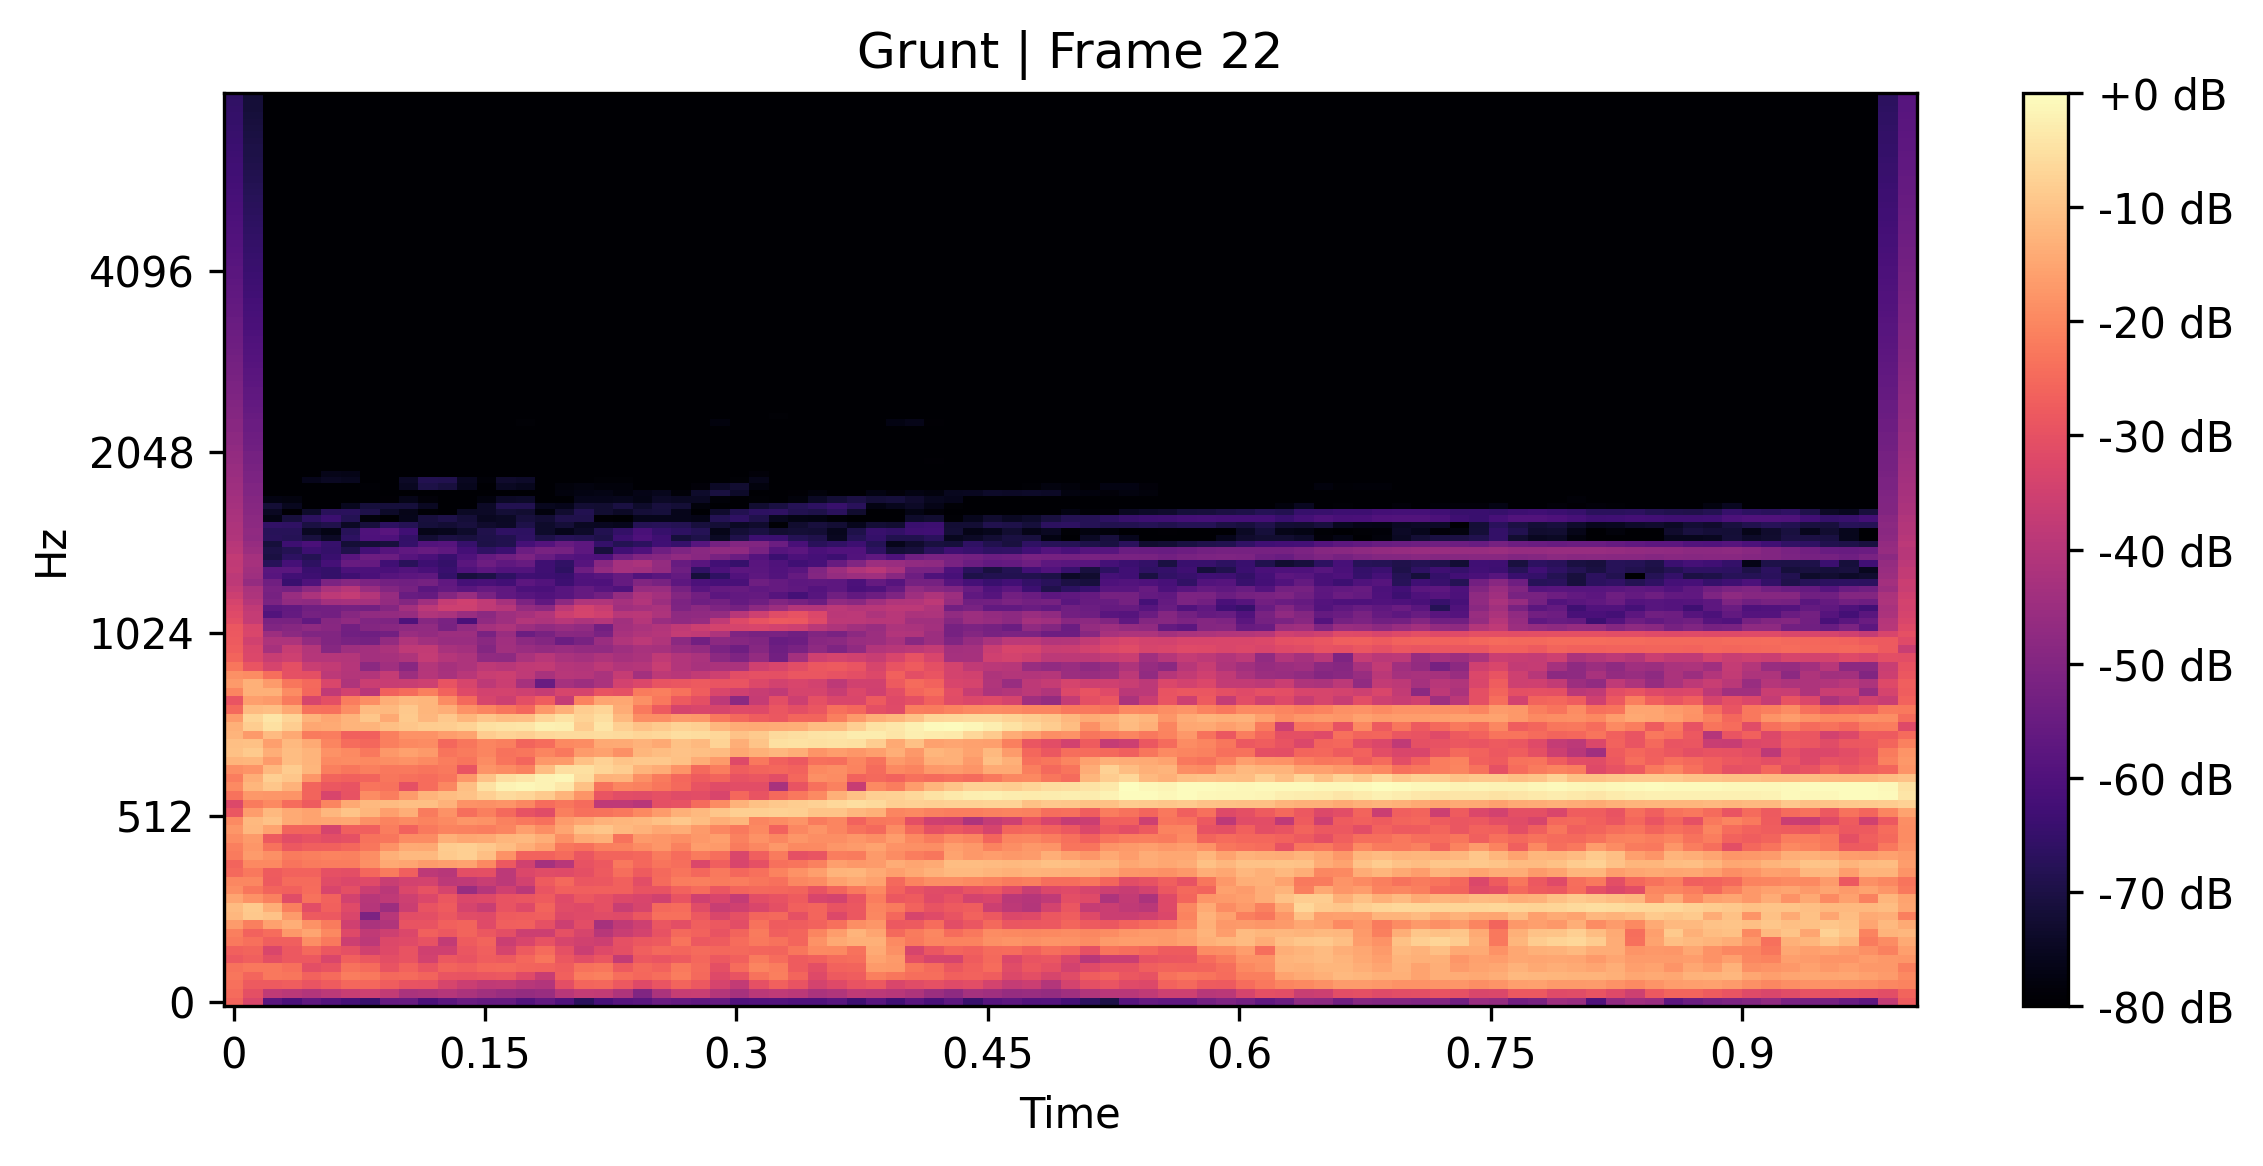 Grunt | Frame 22
Hz
4096
2048
1024
512
0
0
0.15
0.3
0.45
0.6
0.75
0.9
Time
+0 dB
-10 dB
-20 dB
-30 dB
-40 dB
-50 dB
-60 dB
-70 dB
-80 dB